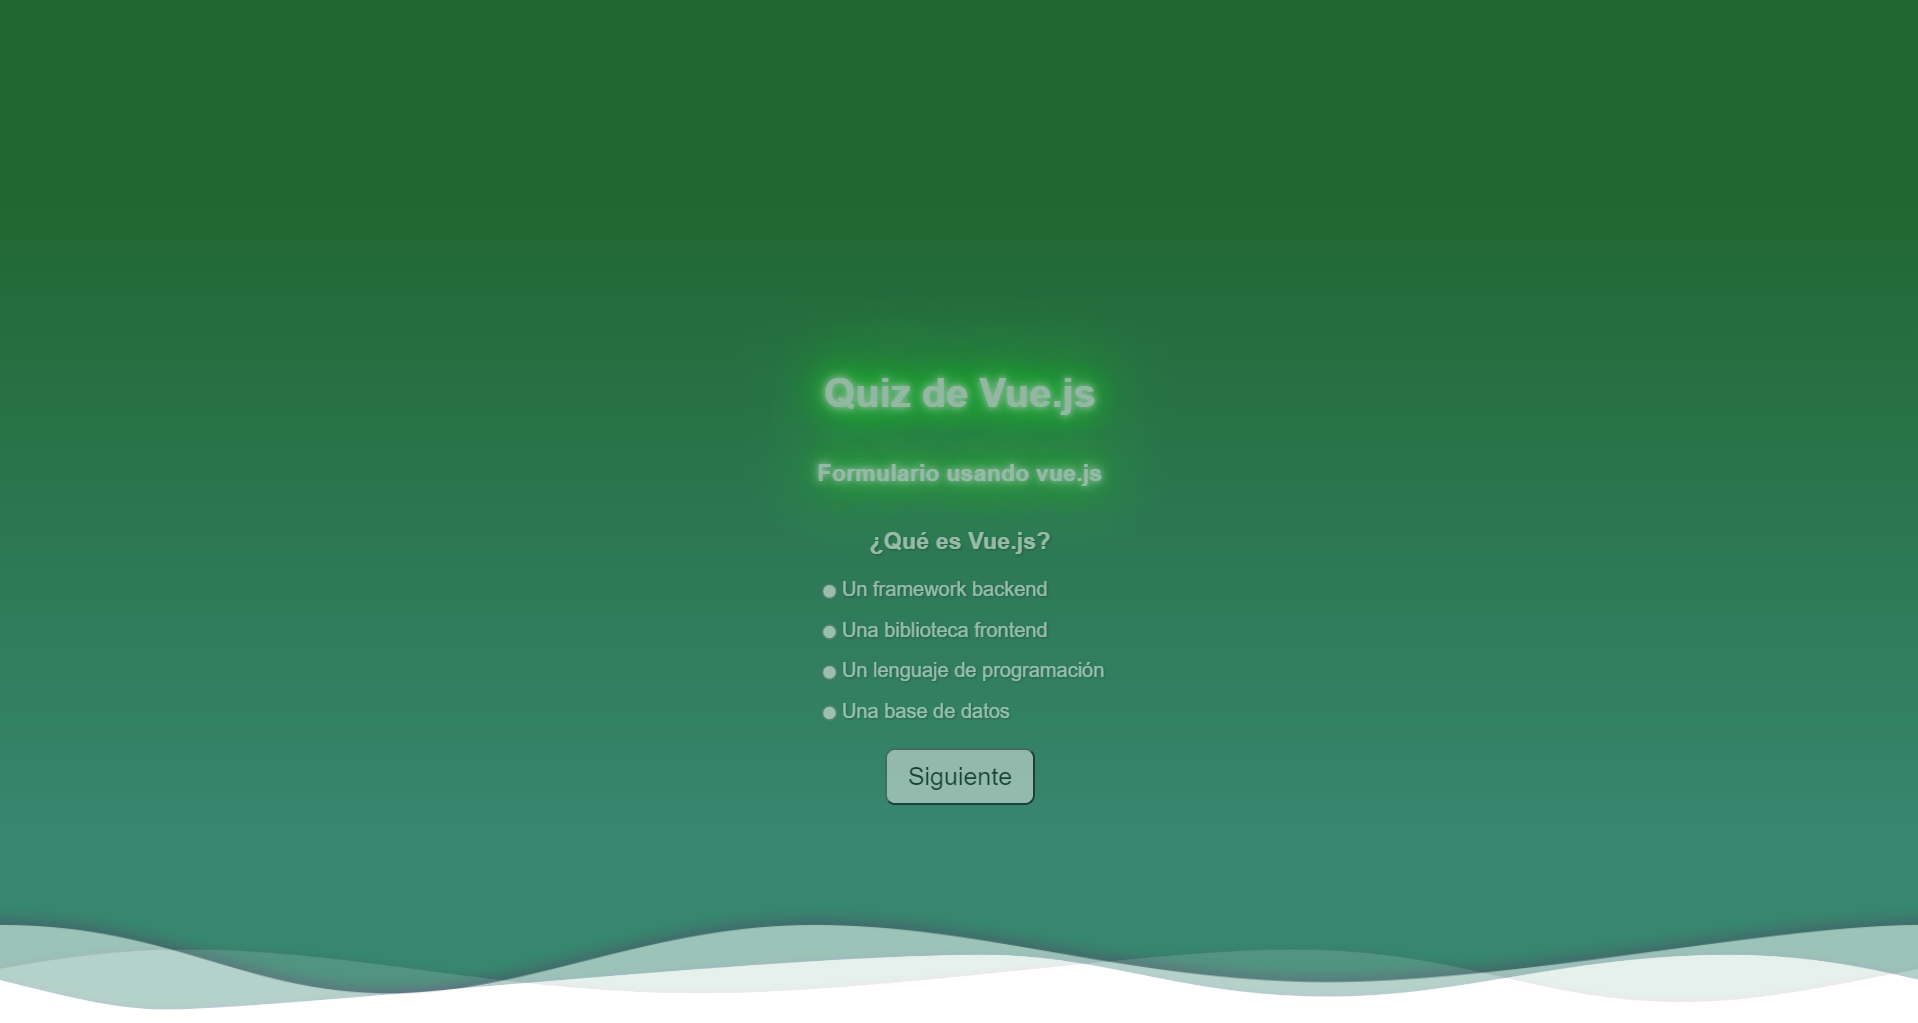 Quiz de Vue.js
Formulario usando vue.js
¿Qué es Vue.js?
Un framework backend
Una biblioteca frontend
Un lenguaje de programación
Una base de datos
Siguiente